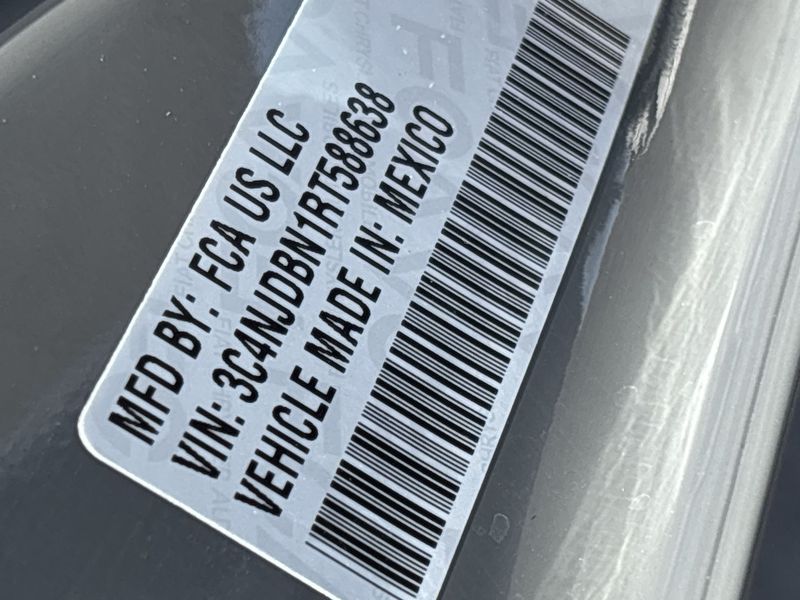 MFD BY: FCA US LLC
VIN: 3C4NJDBN1RT588638
VEHICLE MADE IN: MEXICO